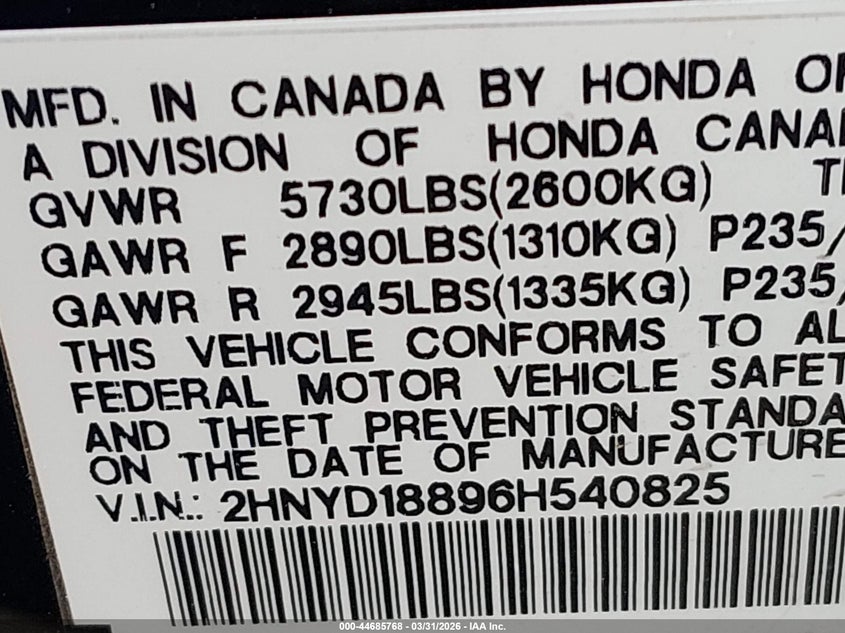 MFD. IN CANADA BY HONDA OF
A DIVISION OF HONDA CANA
GVWR 5730LBS(2600KG)
GAWR F 2890LBS(1310KG) P235/
GAWR R 2945LBS(1335KG) P235/
THIS VEHICLE CONFORMS TO AL
FEDERAL MOTOR VEHICLE SAFET
AND THEFT PREVENTION STANDA
ON THE DATE OF MANUFACTURE
V.I.N.: 2HNYD18896H540825
000-44685768 - 03/31/2026 - IAA Inc.